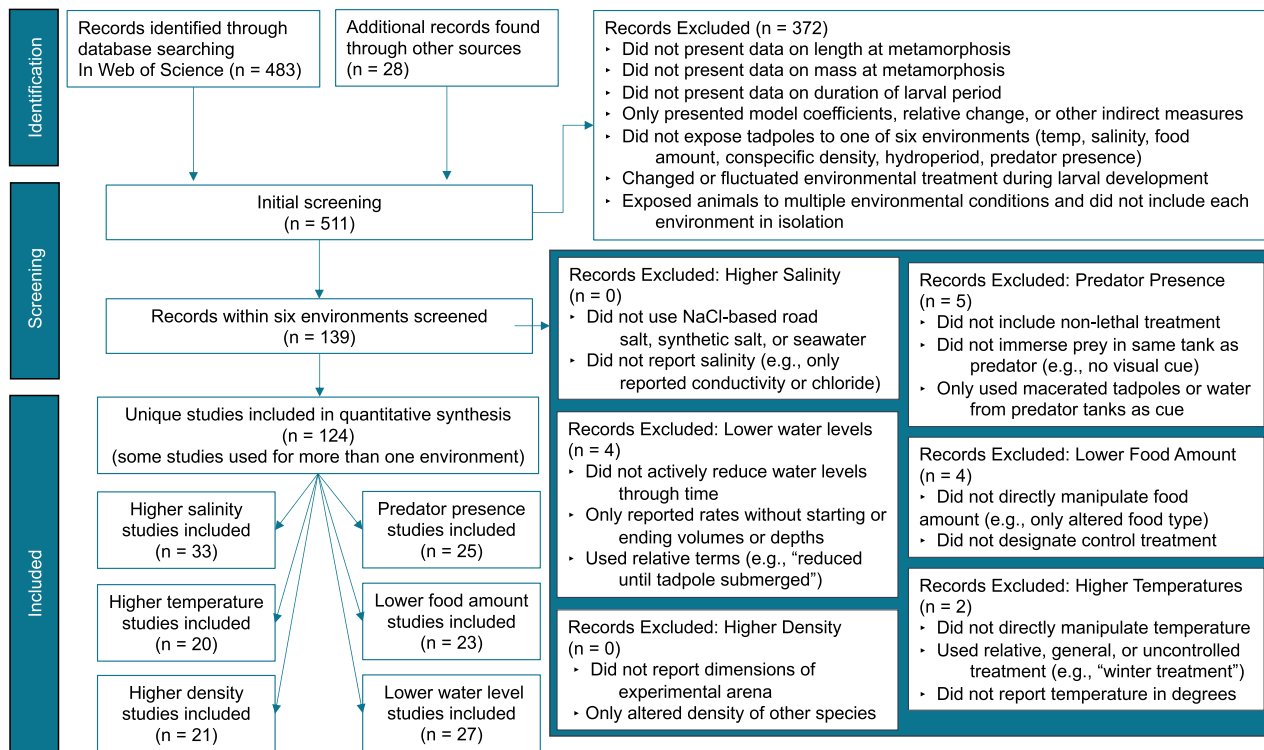 Identification
Records identified through
database searching
In Web of Science (n = 483)
Additional records found
through other sources
(n = 28)
Records Excluded (n = 372)
‣ Did not present data on length at metamorphosis
‣ Did not present data on mass at metamorphosis
‣ Did not present data on duration of larval period
‣ Only presented model coefficients, relative change, or other indirect measures
‣ Did not expose tadpoles to one of six environments (temp, salinity, food
amount, conspecific density, hydroperiod, predator presence)
‣ Changed or fluctuated environmental treatment during larval development
‣ Exposed animals to multiple environmental conditions and did not include each
environment in isolation
Screening
Initial screening
(n = 511)
Records within six environments screened
(n = 139)
Records Excluded: Higher Salinity
(n = 0)
‣ Did not use NaCl-based road
salt, synthetic salt, or seawater
‣ Did not report salinity (e.g., only
reported conductivity or chloride)
Records Excluded: Predator Presence
(n = 5)
‣ Did not include non-lethal treatment
‣ Did not immerse prey in same tank as
predator (e.g., no visual cue)
‣ Only used macerated tadpoles or water
from predator tanks as cue
Records Excluded: Lower water levels
(n = 4)
‣ Did not actively reduce water levels
through time
‣ Only reported rates without starting or
ending volumes or depths
‣ Used relative terms (e.g., “reduced
until tadpole submerged”)
Records Excluded: Lower Food Amount
(n = 4)
‣ Did not directly manipulate food
amount (e.g., only altered food type)
‣ Did not designate control treatment
Records Excluded: Higher Density
(n = 0)
‣ Did not report dimensions of
experimental arena
‣ Only altered density of other species
Records Excluded: Higher Temperatures
(n = 2)
‣ Did not directly manipulate temperature
‣ Used relative, general, or uncontrolled
treatment (e.g., “winter treatment”)
‣ Did not report temperature in degrees
Included
Unique studies included in quantitative synthesis
(n = 124)
(some studies used for more than one environment)
Higher salinity
studies included
(n = 33)
Predator presence
studies included
(n = 25)
Higher temperature
studies included
(n = 20)
Lower food amount
studies included
(n = 23)
Higher density
studies included
(n = 21)
Lower water level
studies included
(n = 27)